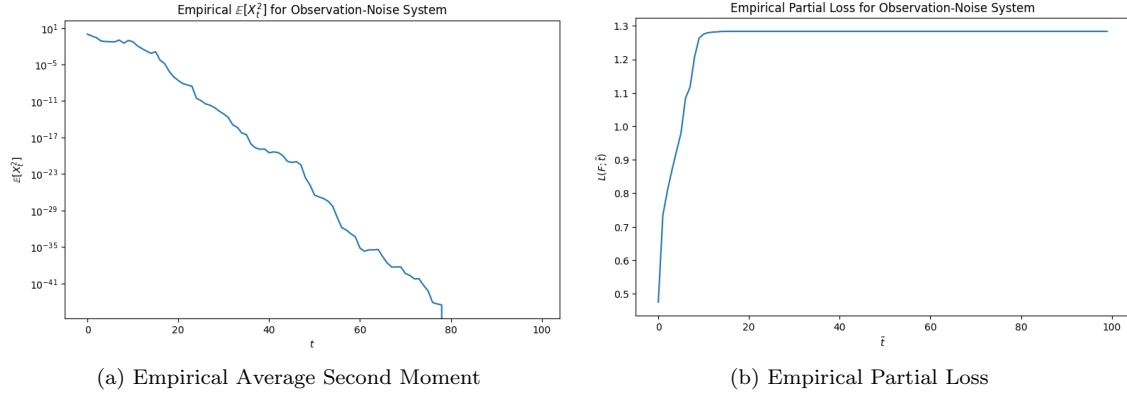 Empirical 𝔼[X_t^2] for Observation-Noise System
10^1
10^-5
10^-11
10^-17
10^-23
10^-29
10^-35
10^-41
𝔼[X_t^2]
0 20 40 60 80 100
t
(a) Empirical Average Second Moment
Empirical Partial Loss for Observation-Noise System
1.3
1.2
1.1
1.0
0.9
0.8
0.7
0.6
0.5
L(F; t̃)
0 20 40 60 80 100
t̃
(b) Empirical Partial Loss